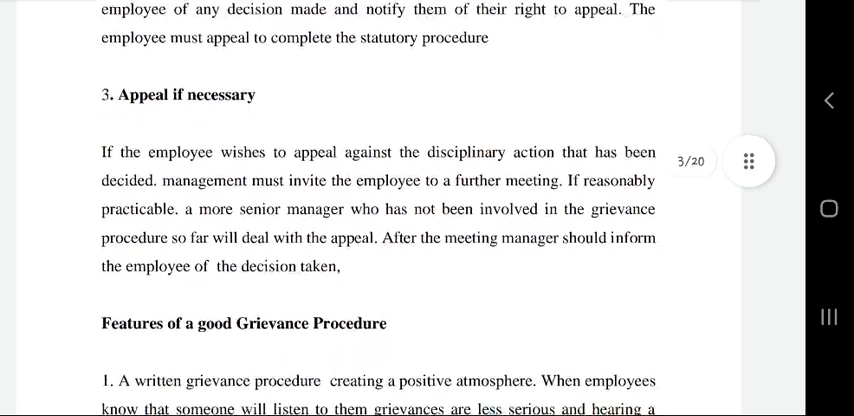 employee of any decision made and notify them of their right to appeal. The
employee must appeal to complete the statutory procedure
3. Appeal if necessary
If the employee wishes to appeal against the disciplinary action that has been
decided. management must invite the employee to a further meeting. If reasonably
practicable. a more senior manager who has not been involved in the grievance
procedure so far will deal with the appeal. After the meeting manager should inform
the employee of the decision taken,
Features of a good Grievance Procedure
1. A written grievance procedure creating a positive atmosphere. When employees
know that someone will listen to them grievances are less serious and hearing a
3/20